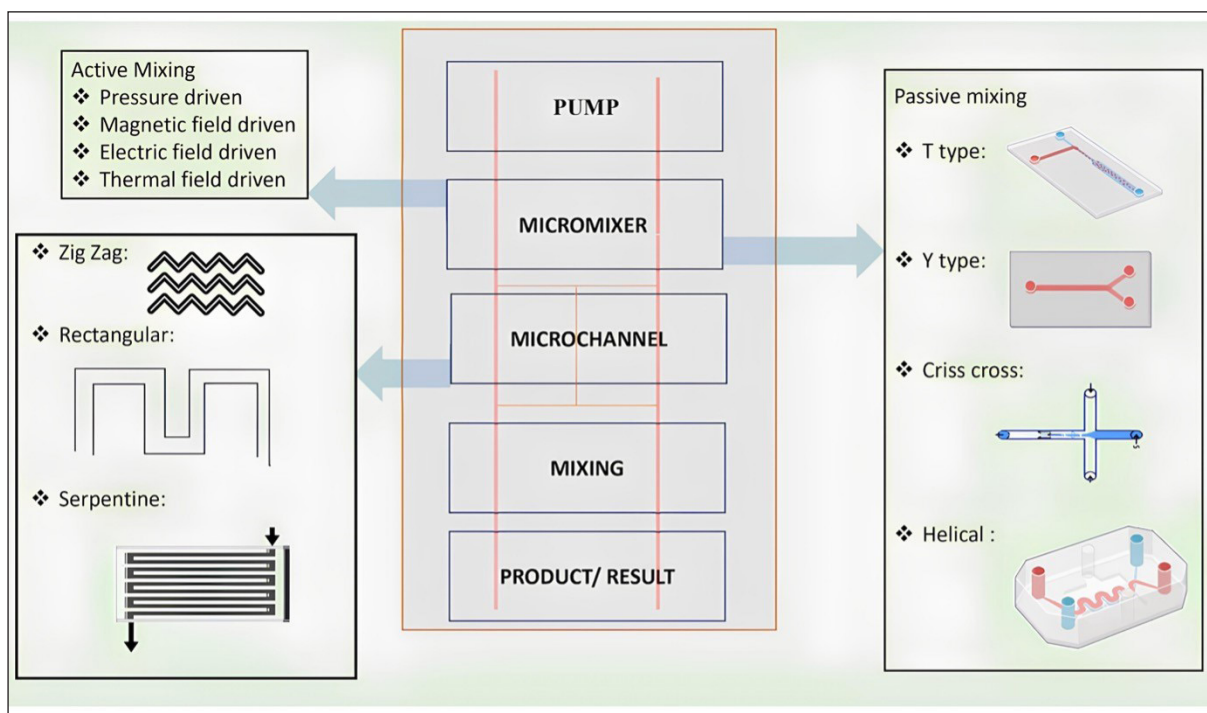 Active Mixing
❖ Pressure driven
❖ Magnetic field driven
❖ Electric field driven
❖ Thermal field driven
❖ Zig Zag:
❖ Rectangular:
❖ Serpentine:
PUMP
MICROMIXER
MICROCHANNEL
MIXING
PRODUCT/ RESULT
Passive mixing
❖ T type:
❖ Y type:
❖ Criss cross:
❖ Helical :